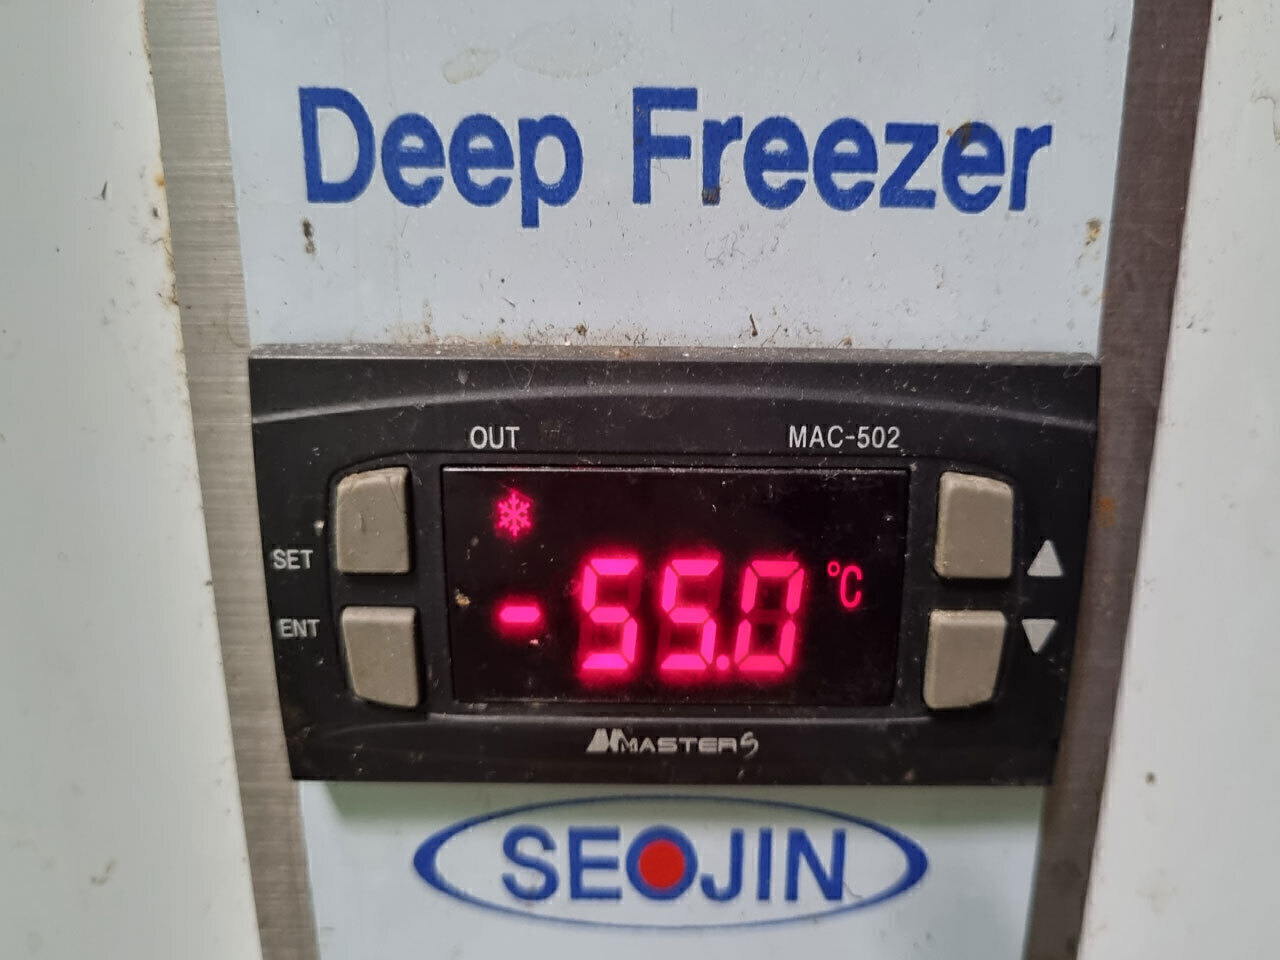 Deep Freezer
OUT MAC-502
SET
ENT
-55.0 °C
MASTERS
SEOJIN